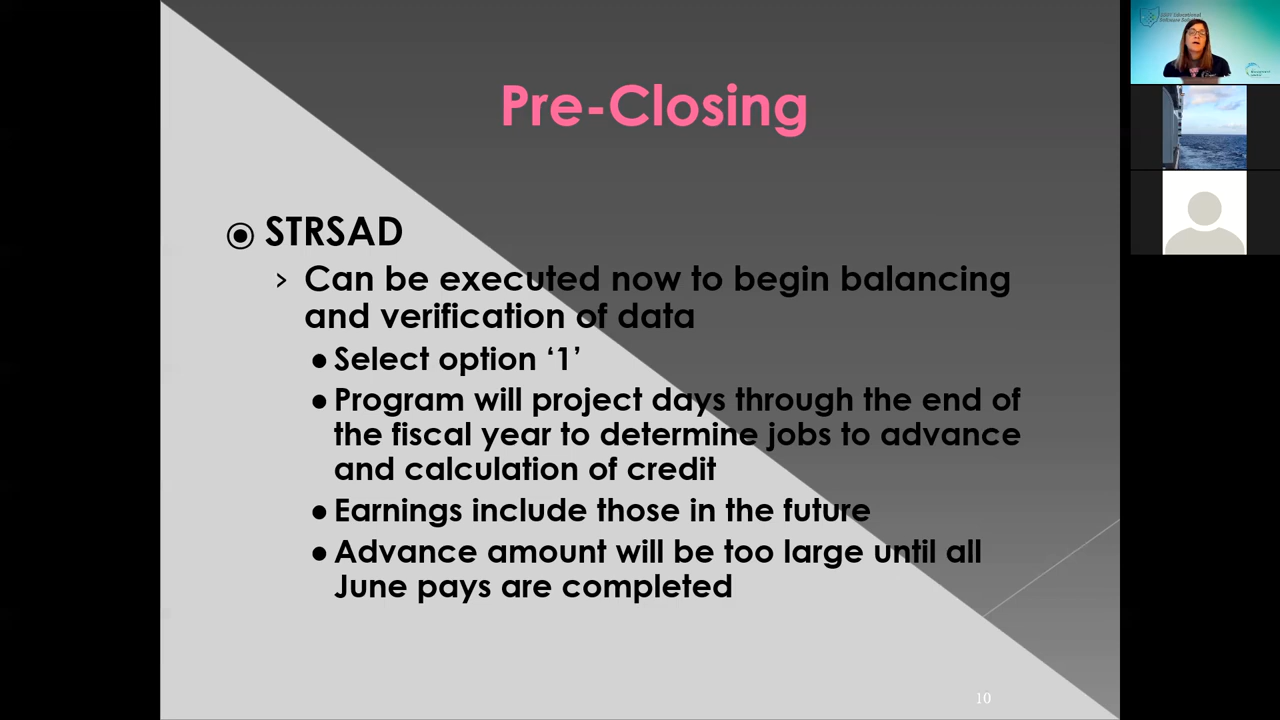 Pre-Closing
STRSAD
Can be executed now to begin balancing
and verification of data
Select option ‘1’
Program will project days through the end of
the fiscal year to determine jobs to advance
and calculation of credit
Earnings include those in the future
Advance amount will be too large until all
June pays are completed
10